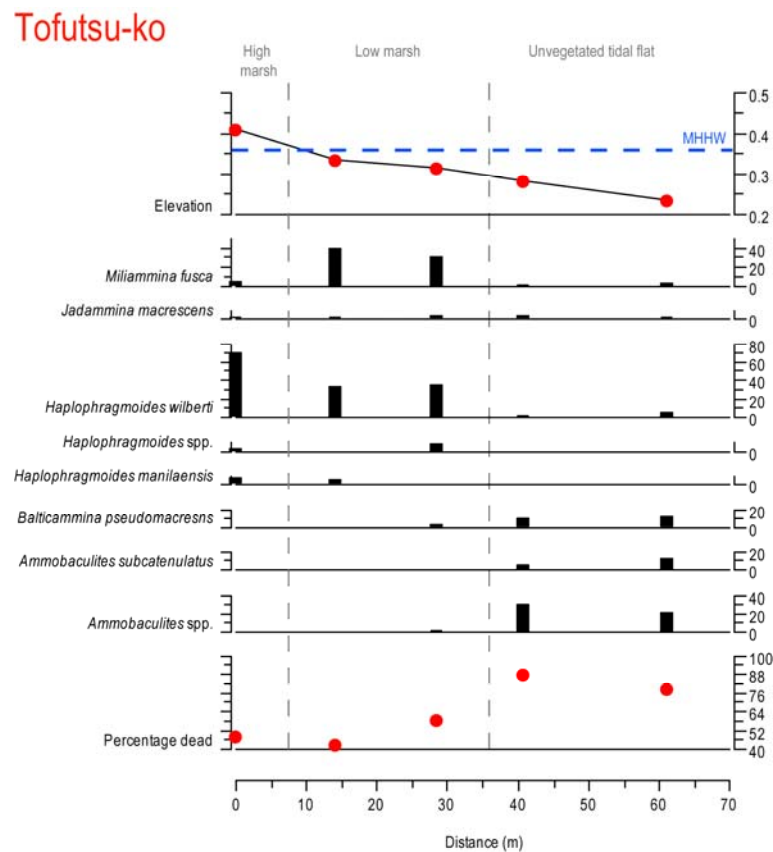 Tofutsu-ko
High
marsh
Low marsh
Unvegetated tidal flat
0.5
0.4
MHHW
0.3
Elevation
0.2
40
20
Miliammina fusca
0
Jadammina macrescens
0
80
60
40
20
Haplophragmoides wilberti
0
Haplophragmoides spp.
0
Haplophragmoides manilaensis
0
20
Balticammina pseudomacresns
0
20
Ammobaculites subcatenulatus
0
40
20
Ammobaculites spp.
0
100
88
76
64
52
Percentage dead
40
0 10 20 30 40 50 60 70
Distance (m)